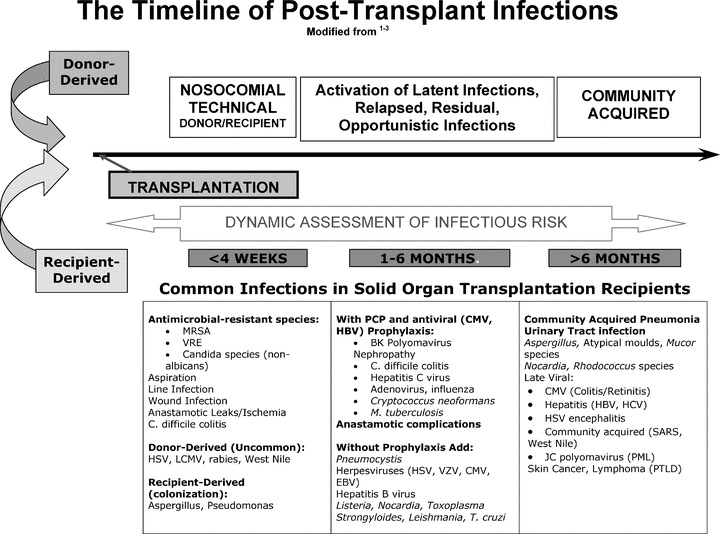 The Timeline of Post-Transplant Infections
Modified from 1-3
Donor-
Derived
NOSOCOMIAL
TECHNICAL
DONOR/RECIPIENT
Activation of Latent Infections,
Relapsed, Residual,
Opportunistic Infections
COMMUNITY
ACQUIRED
TRANSPLANTATION
DYNAMIC ASSESSMENT OF INFECTIOUS RISK
Recipient-
Derived
<4 WEEKS
1-6 MONTHS.
>6 MONTHS
Common Infections in Solid Organ Transplantation Recipients
Antimicrobial-resistant species:
• MRSA
• VRE
• Candida species (non-
albicans)
Aspiration
Line Infection
Wound Infection
Anastamotic Leaks/Ischemia
C. difficile colitis
Donor-Derived (Uncommon):
HSV, LCMV, rabies, West Nile
Recipient-Derived
(colonization):
Aspergillus, Pseudomonas
With PCP and antiviral (CMV,
HBV) Prophylaxis:
• BK Polyomavirus
Nephropathy
• C. difficile colitis
• Hepatitis C virus
• Adenovirus, influenza
• Cryptococcus neoformans
• M. tuberculosis
Anastamotic complications
Without Prophylaxis Add:
Pneumocystis
Herpesviruses (HSV, VZV, CMV,
EBV)
Hepatitis B virus
Listeria, Nocardia, Toxoplasma
Strongyloides, Leishmania, T. cruzi
Community Acquired Pneumonia
Urinary Tract infection
Aspergillus, Atypical moulds, Mucor
species
Nocardia, Rhodococcus species
Late Viral:
• CMV (Colitis/Retinitis)
• Hepatitis (HBV, HCV)
• HSV encephalitis
• Community acquired (SARS,
West Nile)
• JC polyomavirus (PML)
Skin Cancer, Lymphoma (PTLD)